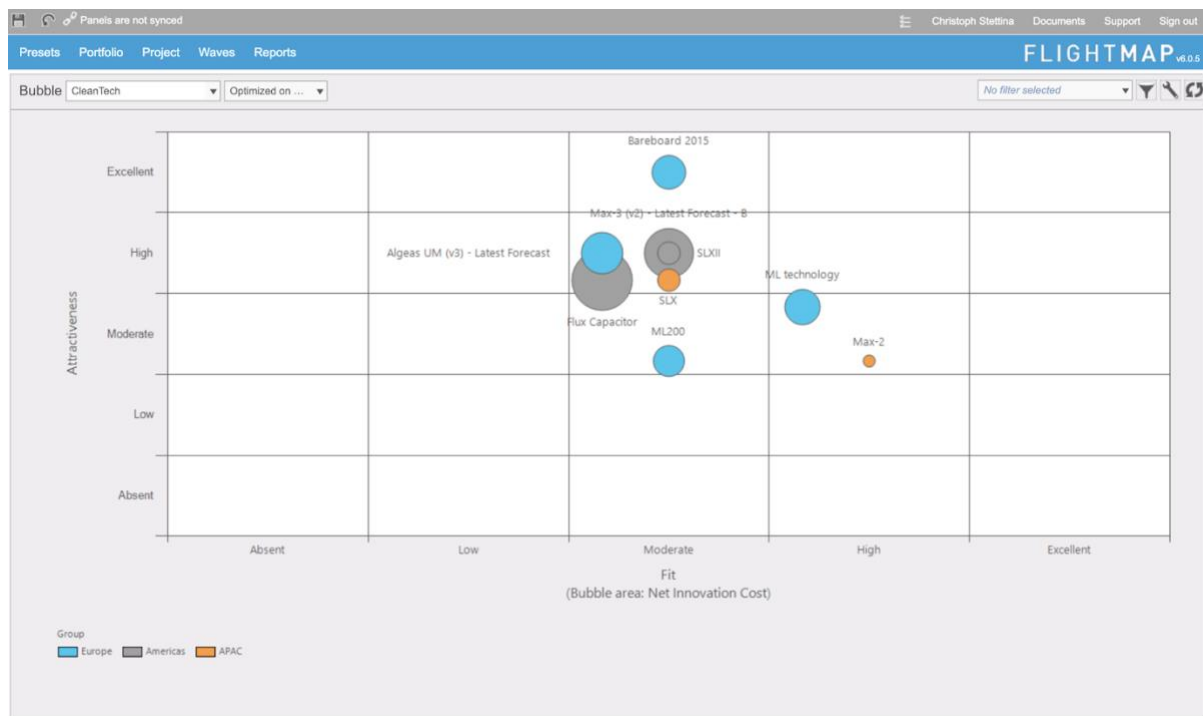 Panels are not synced
Christoph Stettina Documents Support Sign out
Presets Portfolio Project Waves Reports
FLIGHTMAP v6.0.5
Bubble CleanTech Optimized on ... No filter selected
Bareboard 2015
Excellent
Max-3 (v2) - Latest Forecast - B
High
Algeas UM (v3) - Latest Forecast
SLXII
ML technology
SLX
Flux Capacitor
ML200
Moderate
Max-2
Attractiveness
Low
Absent
Absent Low Moderate High Excellent
Fit
(Bubble area: Net Innovation Cost)
Group
Europe Americas APAC